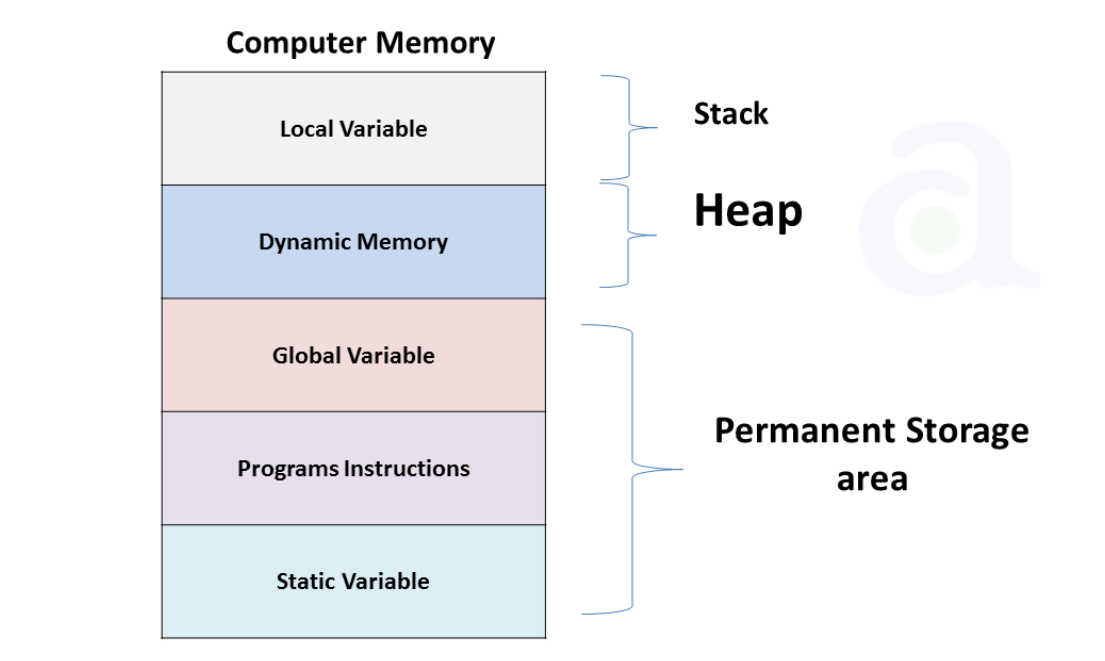 Computer Memory
Local Variable
Stack
Dynamic Memory
Heap
Global Variable
Programs Instructions
Permanent Storage
area
Static Variable